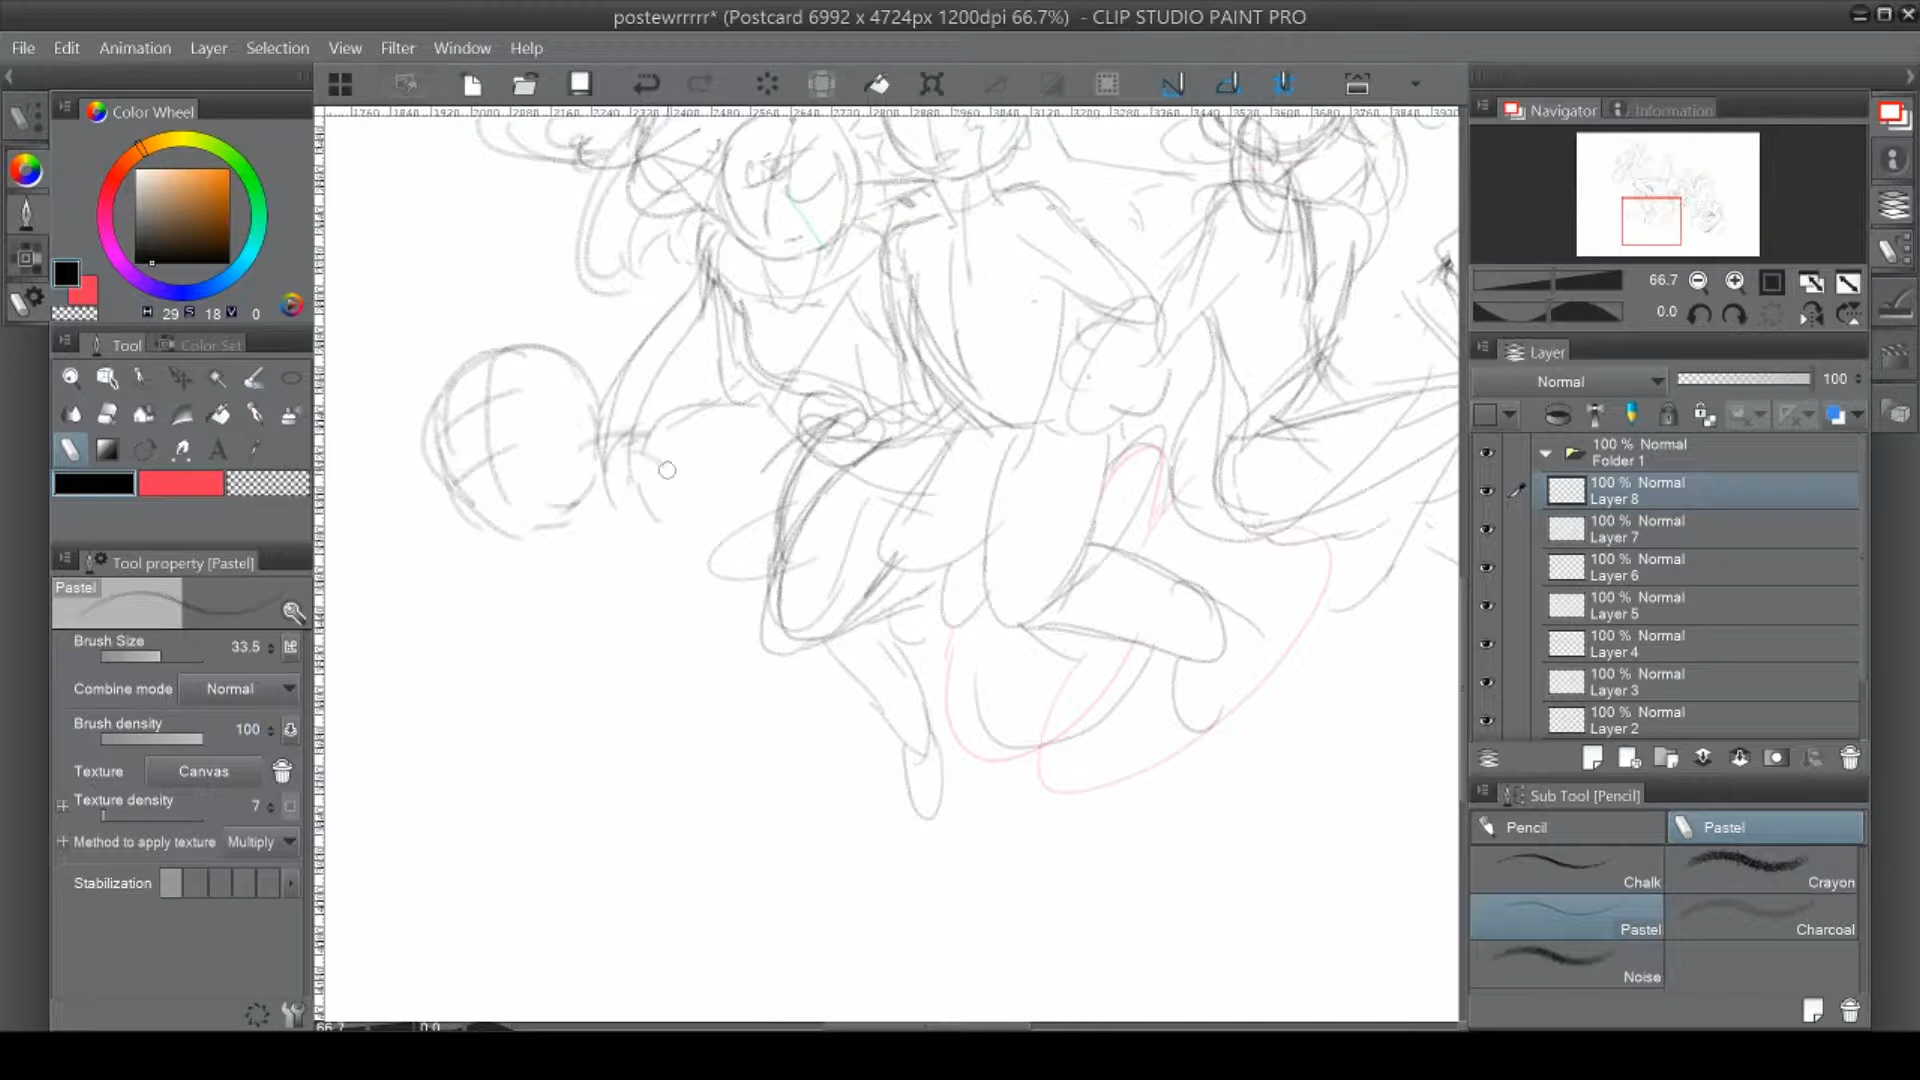 postewrrrrr* (Postcard 6992 x 4724px 1200dpi 66.7%)  - CLIP STUDIO PAINT PRO
File Edit Animation Layer Selection View Filter Window Help
Color Wheel
H 29 S 18 V 0
Tool Color Set
Tool property [Pastel]
Pastel
Brush Size 33.5
Combine mode Normal
Brush density 100
Texture Canvas
Texture density 7
Method to apply texture Multiply
Stabilization
66.7 0.0
Navigator Information
66.7
0.0
Layer
Normal 100
100 % Normal
Folder 1
100 % Normal
Layer 8
100 % Normal
Layer 7
100 % Normal
Layer 6
100 % Normal
Layer 5
100 % Normal
Layer 4
100 % Normal
Layer 3
100 % Normal
Layer 2
Sub Tool [Pencil]
Pencil Pastel
Chalk Crayon
Pastel Charcoal
Noise